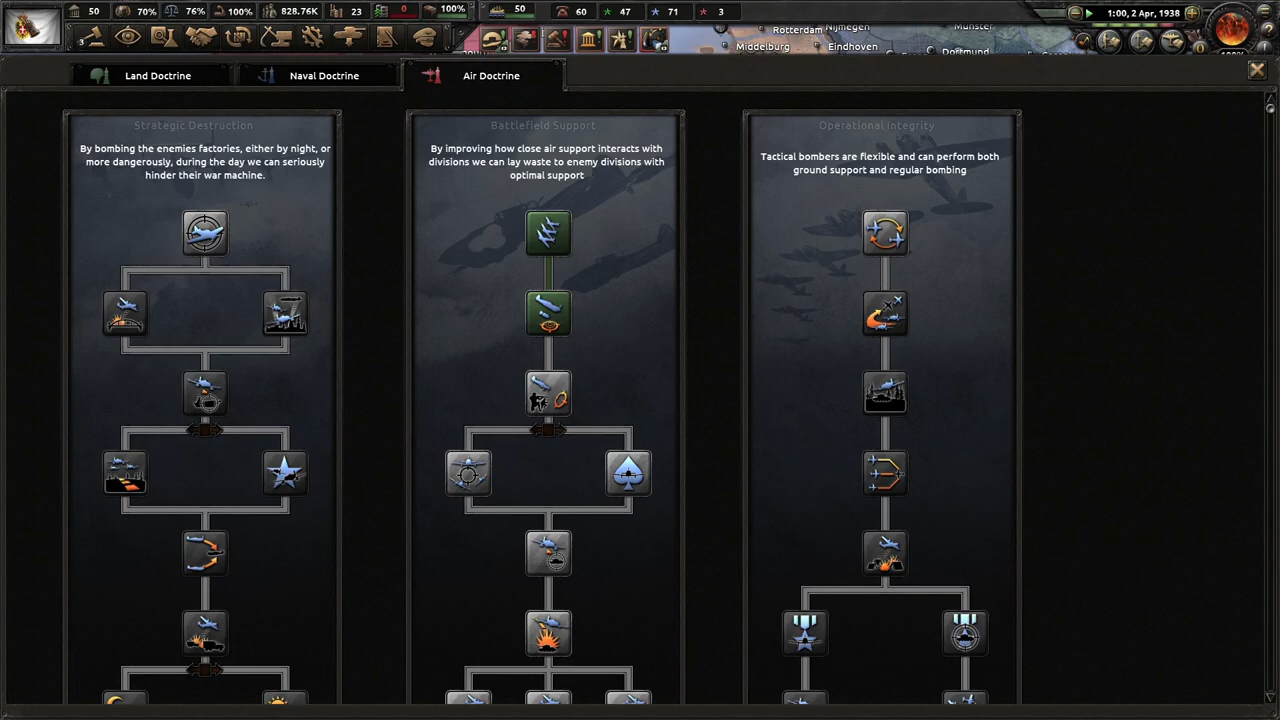 50 70% 76% 100% 828.76K 23 0 100% 50 60 47 71 3 1:00, 2 Apr, 1938
3
Rotterdam Nijmegen Münster
Middelburg Eindhoven Dortmund
0
100%
Land Doctrine Naval Doctrine Air Doctrine
Strategic Destruction
By bombing the enemies factories, either by night, or
more dangerously, during the day we can seriously
hinder their war machine.
Battlefield Support
By improving how close air support interacts with
divisions we can lay waste to enemy divisions with
optimal support
Operational Integrity
Tactical bombers are flexible and can perform both
ground support and regular bombing